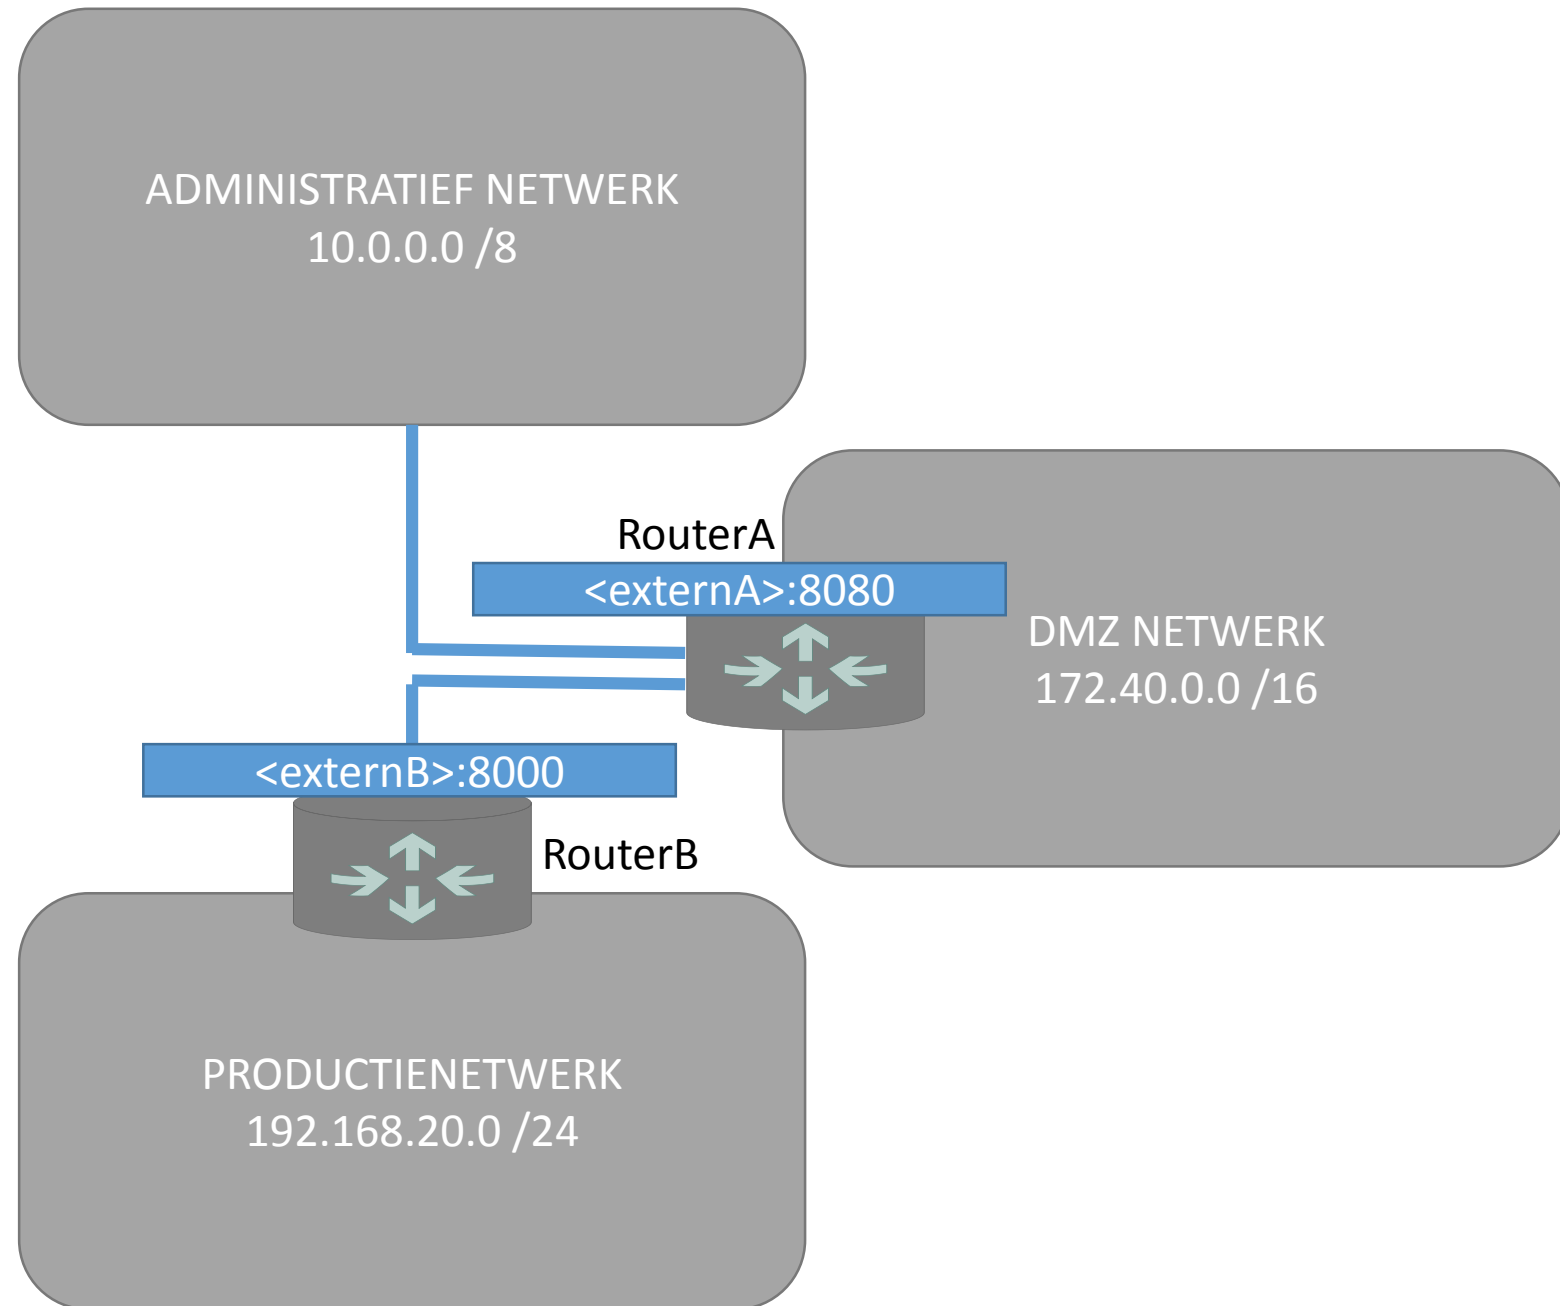 ADMINISTRATIEF NETWERK
10.0.0.0 /8
RouterA
<externA>:8080
DMZ NETWERK
172.40.0.0 /16
<externB>:8000
RouterB
PRODUCTIENETWERK
192.168.20.0 /24